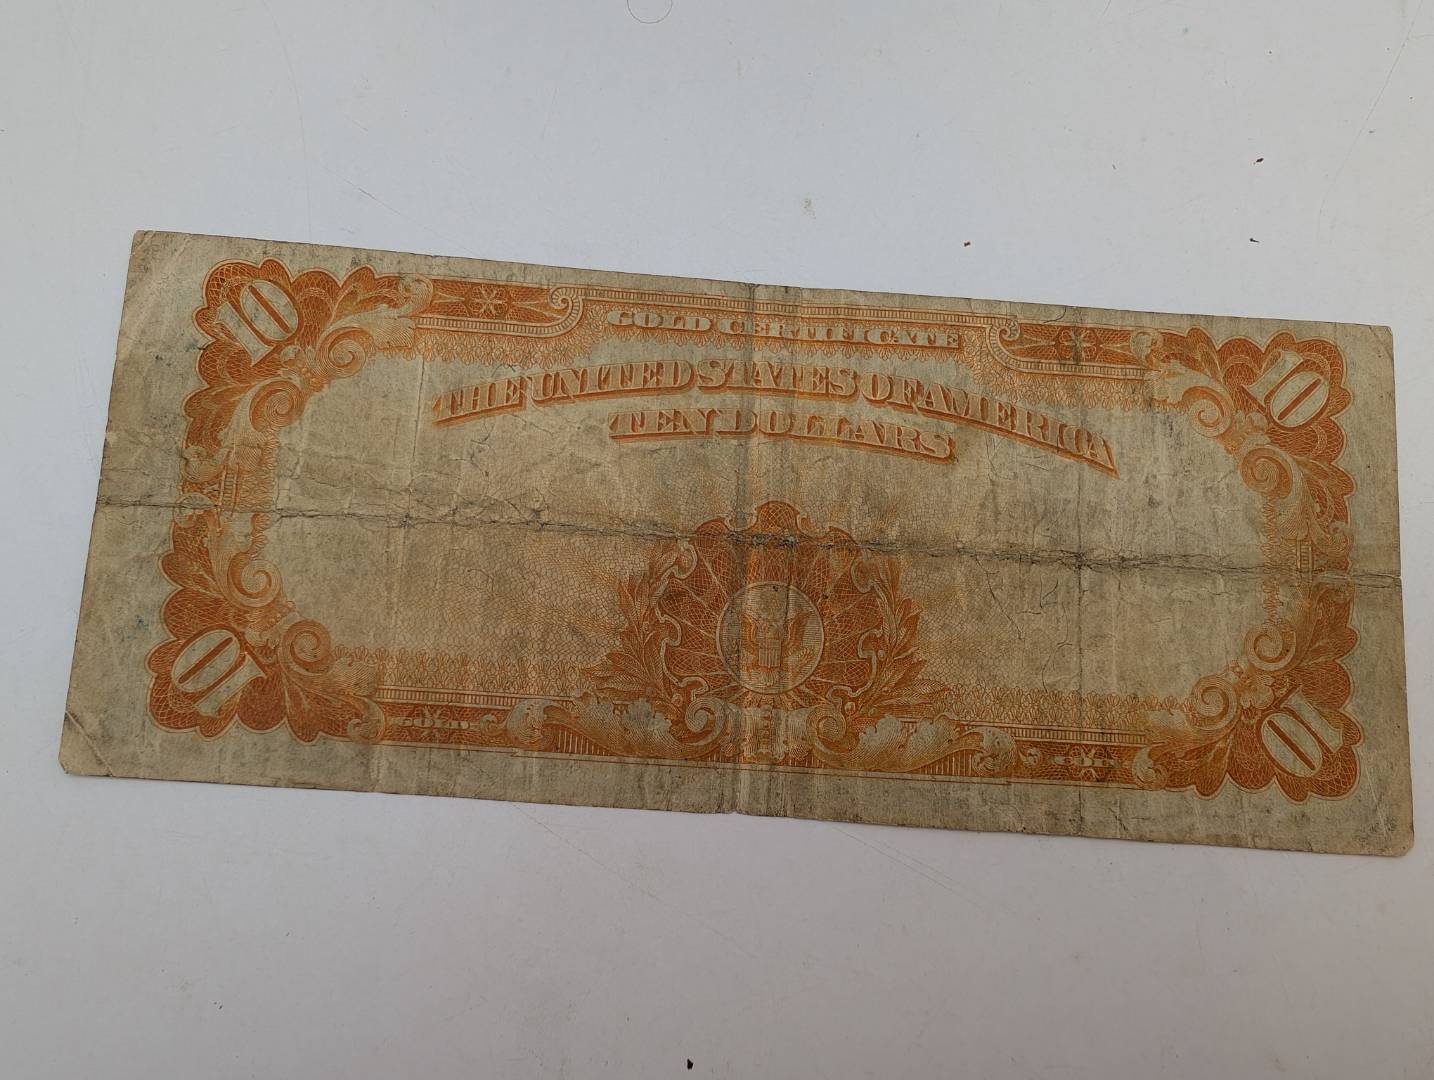 10 10
GOLD CERTIFICATE
THE UNITED STATES OF AMERICA
TEN DOLLARS
10 10